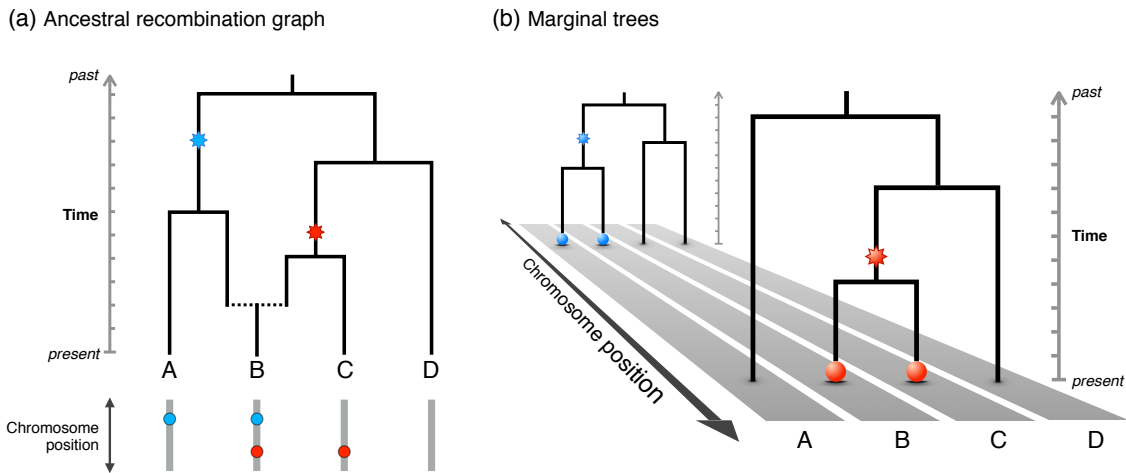 (a) Ancestral recombination graph
past
Time
present
A B C D
Chromosome
position
(b) Marginal trees
past
Time
present
Chromosome position
A B C D